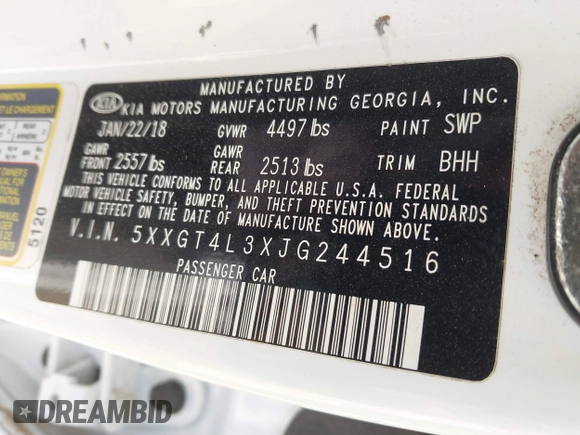 MANUFACTURED BY
KIA KIA MOTORS MANUFACTURING GEORGIA, INC.
JAN/22/18 GVWR 4497 lbs PAINT SWP
GAWR FRONT 2557 lbs GAWR REAR 2513 lbs TRIM BHH
THIS VEHICLE CONFORMS TO ALL APPLICABLE U.S.A. FEDERAL
MOTOR VEHICLE SAFETY, BUMPER, AND THEFT PREVENTION STANDARDS
IN EFFECT ON THE DATE OF MANUFACTURE SHOWN ABOVE.
V.I.N. 5XXGT4L3XJG244516
PASSENGER CAR
5120
DREAMBID